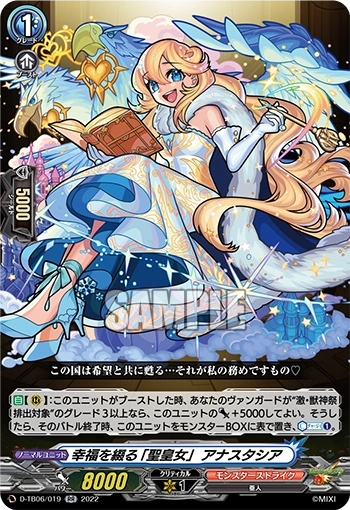 1
グレード
ブースト
5000
シールド
SAMPLE
この国は希望と共に甦る…それが私の務めですもの♡
自【R】:このユニットがブーストした時、あなたのヴァンガードが"激・獣神祭
排出対象"のグレード3以上なら、このユニットのパワー+5000してよい。そうし
たら、そのバトル終了時、このユニットをモンスターBOXに表で置き、
ノーマルユニット
幸福を綴る「聖皇女」 アナスタシア
8000
パワー
クリティカル
1
モンスターストライク
亜人
D-TB06/019 RR 2022
©MIXI